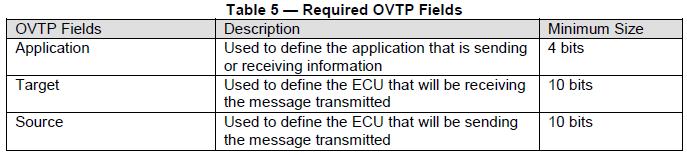 Table 5 — Required OVTP Fields
OVTP Fields Description Minimum Size
Application Used to define the application that is sending 4 bits
or receiving information
Target Used to define the ECU that will be receiving 10 bits
the message transmitted
Source Used to define the ECU that will be sending 10 bits
the message transmitted